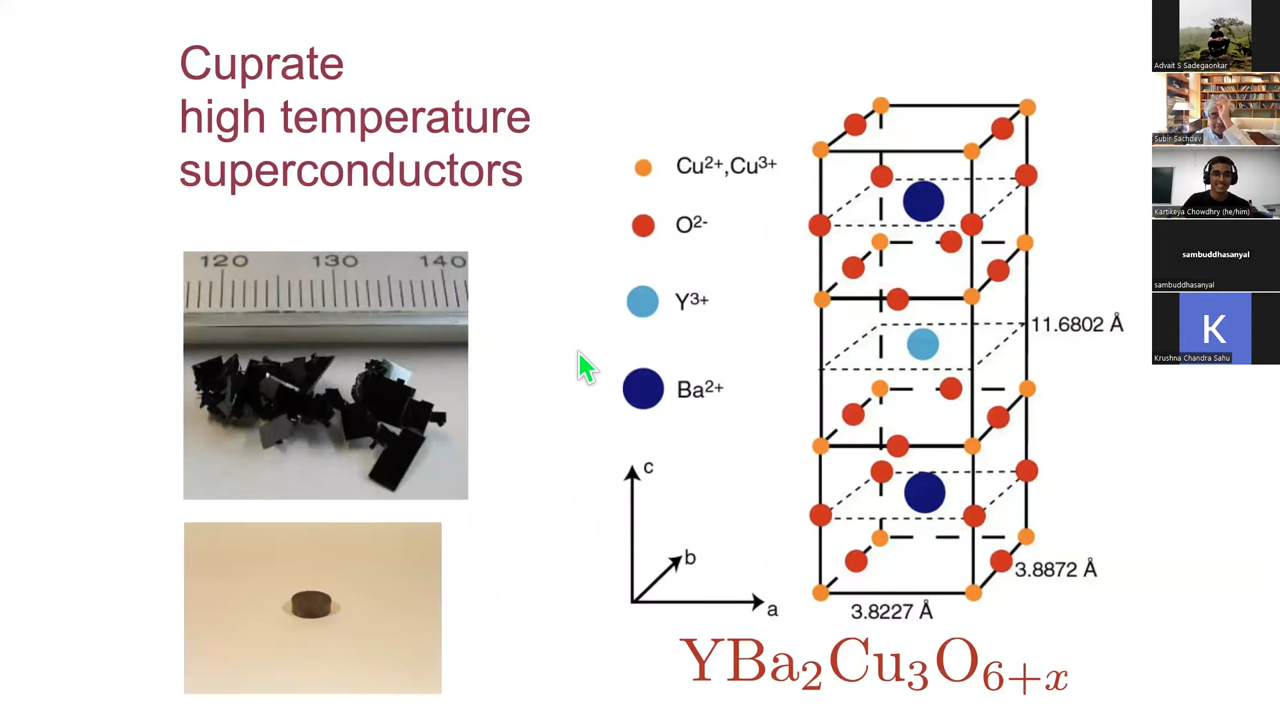 Cuprate
high temperature
superconductors
120 130 140
Cu2+,Cu3+
O2-
Y3+
Ba2+
c
b
a
11.6802 Å
3.8872 Å
3.8227 Å
YBa₂Cu₃O₆₊ₓ
Advait S Sadegaonkar
Subir Sachdev
Kartikeya Chowdhry (he/him)
sambuddhasanyal
sambuddhasanyal
K
Krushna Chandra Sahu